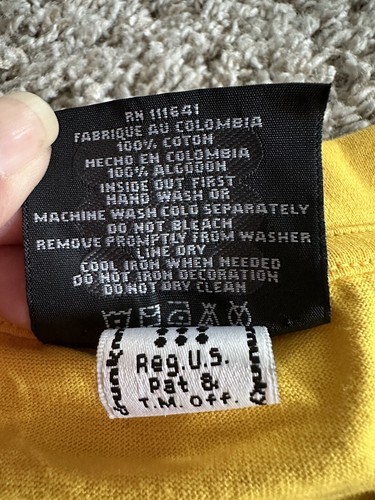 RN 111641
FABRIQUE AU COLOMBIA
100% COTON
HECHO EN COLOMBIA
100% ALGODON
INSIDE OUT FIRST
HAND WASH OR
MACHINE WASH COLD SEPARATELY
DO NOT BLEACH
REMOVE PROMPTLY FROM WASHER
LINE DRY
COOL IRON WHEN NEEDED
DO NOT IRON DECORATION
DO NOT DRY CLEAN
Reg. U.S.
Pat &
T.M. Off.